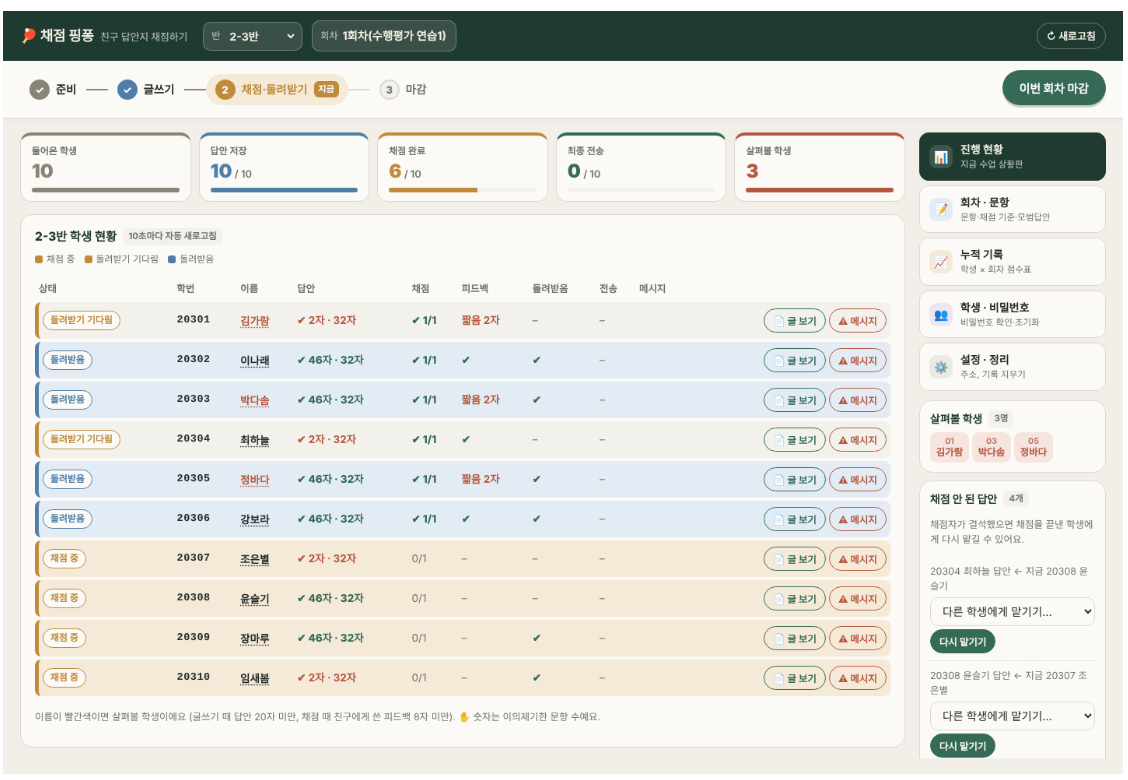 채점 핑퐁 친구 답안지 채점하기 반 2-3반 회차 1회차(수행평가 연습1) 새로고침
준비 글쓰기 2 채점·돌려받기 지금 3 마감 이번 회차 마감
들어온 학생
10
답안 저장
10 / 10
채점 완료
6 / 10
최종 전송
0 / 10
살펴볼 학생
3
2-3반 학생 현황 10초마다 자동 새로고침
채점 중 돌려받기 기다림 돌려받음
상태 학번 이름 답안 채점 피드백 돌려받음 전송 메시지
돌려받기 기다림 20301 김가람 ✔ 2자 · 32자 ✔ 1/1 짧음 2자 – – 글 보기 메시지
돌려받음 20302 이나래 ✔ 46자 · 32자 ✔ 1/1 ✔ ✔ – 글 보기 메시지
돌려받음 20303 박다솜 ✔ 46자 · 32자 ✔ 1/1 짧음 2자 ✔ – 글 보기 메시지
돌려받기 기다림 20304 최하늘 ✔ 2자 · 32자 ✔ 1/1 ✔ – – 글 보기 메시지
돌려받음 20305 정바다 ✔ 46자 · 32자 ✔ 1/1 짧음 2자 ✔ – 글 보기 메시지
돌려받음 20306 강보라 ✔ 46자 · 32자 ✔ 1/1 ✔ ✔ – 글 보기 메시지
채점 중 20307 조은별 ✔ 2자 · 32자 0/1 – – – 글 보기 메시지
채점 중 20308 윤슬기 ✔ 46자 · 32자 0/1 – – – 글 보기 메시지
채점 중 20309 장마루 ✔ 46자 · 32자 0/1 – ✔ – 글 보기 메시지
채점 중 20310 임새봄 ✔ 2자 · 32자 0/1 – ✔ – 글 보기 메시지
이름이 빨간색이면 살펴볼 학생이에요 (글쓰기 때 답안 20자 미만, 채점 때 친구에게 쓴 피드백 8자 미만). ✋ 숫자는 이의제기한 문항 수예요.
진행 현황
지금 수업 상황판
회차 · 문항
문항·채점 기준·모범답안
누적 기록
학생 × 회차 점수표
학생 · 비밀번호
비밀번호 확인·초기화
설정 · 정리
주소, 기록 지우기
살펴볼 학생 3명
01 03 05
김가람 박다솜 정바다
채점 안 된 답안 4개
채점자가 결석했으면 채점을 끝낸 학생에
게 다시 맡길 수 있어요.
20304 최하늘 답안 ← 지금 20308 윤
슬기
다른 학생에게 맡기기...
다시 맡기기
20308 윤슬기 답안 ← 지금 20307 조
은별
다른 학생에게 맡기기...
다시 맡기기